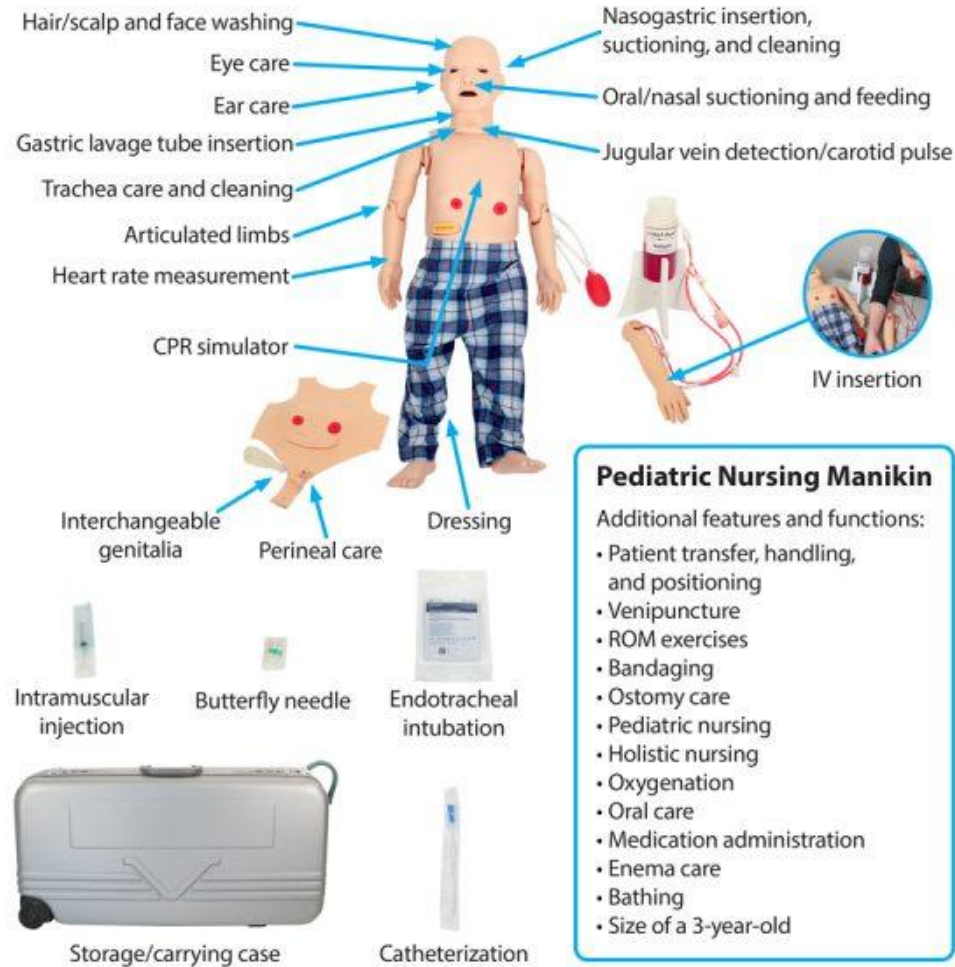 Hair/scalp and face washing
Eye care
Ear care
Gastric lavage tube insertion
Trachea care and cleaning
Articulated limbs
Heart rate measurement
CPR simulator
Nasogastric insertion,
suctioning, and cleaning
Oral/nasal suctioning and feeding
Jugular vein detection/carotid pulse
IV insertion
Interchangeable
genitalia
Perineal care
Dressing
Intramuscular
injection
Butterfly needle
Endotracheal
intubation
Storage/carrying case
Catheterization
Pediatric Nursing Manikin
Additional features and functions:
• Patient transfer, handling,
and positioning
• Venipuncture
• ROM exercises
• Bandaging
• Ostomy care
• Pediatric nursing
• Holistic nursing
• Oxygenation
• Oral care
• Medication administration
• Enema care
• Bathing
• Size of a 3-year-old